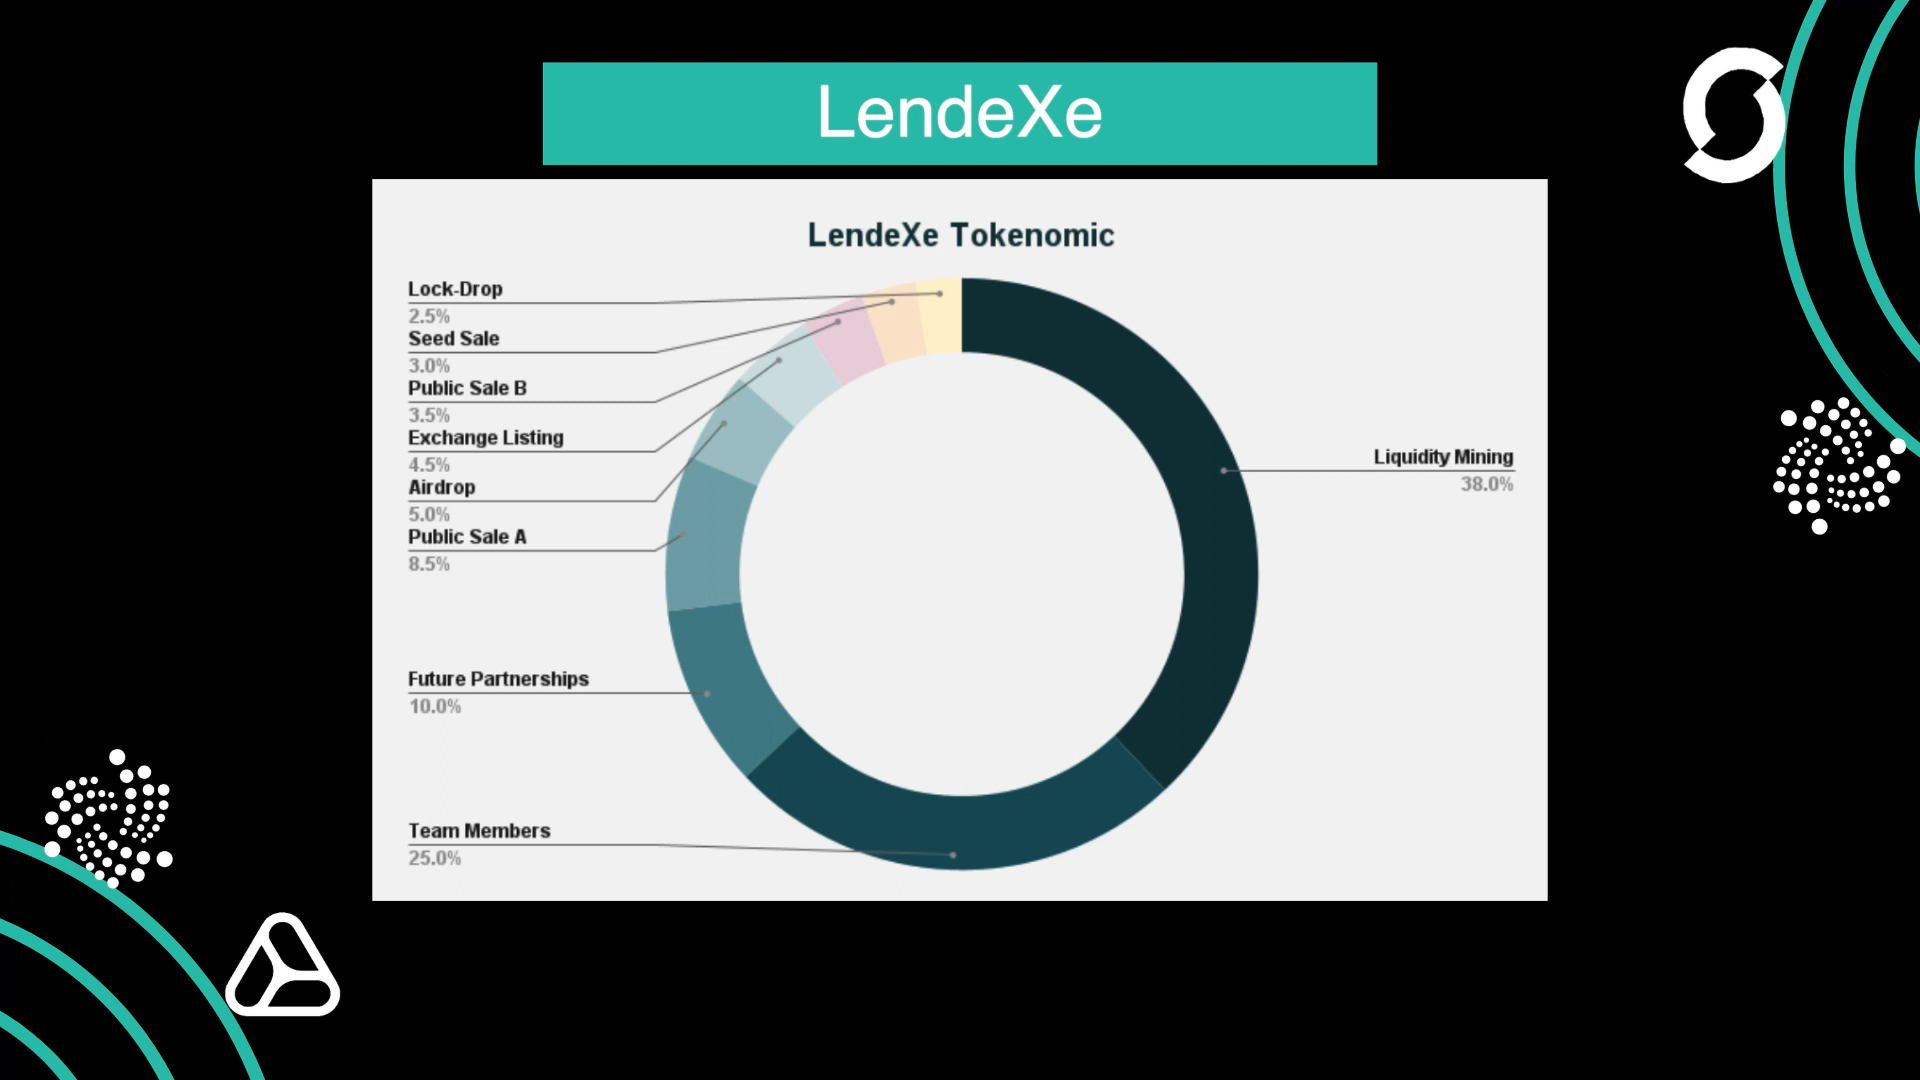 LendeXe
LendeXe Tokenomic
Lock-Drop
2.5%
Seed Sale
3.0%
Public Sale B
3.5%
Exchange Listing
4.5%
Airdrop
5.0%
Public Sale A
8.5%
Future Partnerships
10.0%
Team Members
25.0%
Liquidity Mining
38.0%